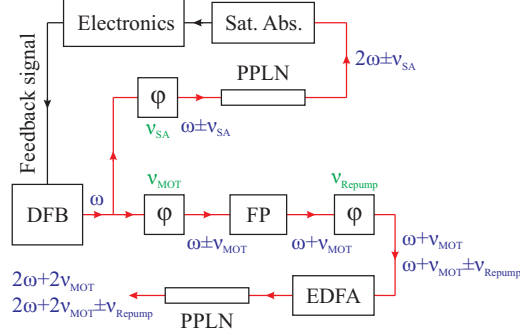 Electronics
Sat. Abs.
PPLN
2ω±ν_SA
φ
ν_SA
ω±ν_SA
Feedback signal
DFB
ω
ν_MOT
φ
ω±ν_MOT
FP
ω+ν_MOT
ν_Repump
φ
ω+ν_MOT
ω+ν_MOT±ν_Repump
2ω+2ν_MOT
2ω+2ν_MOT±ν_Repump
PPLN
EDFA